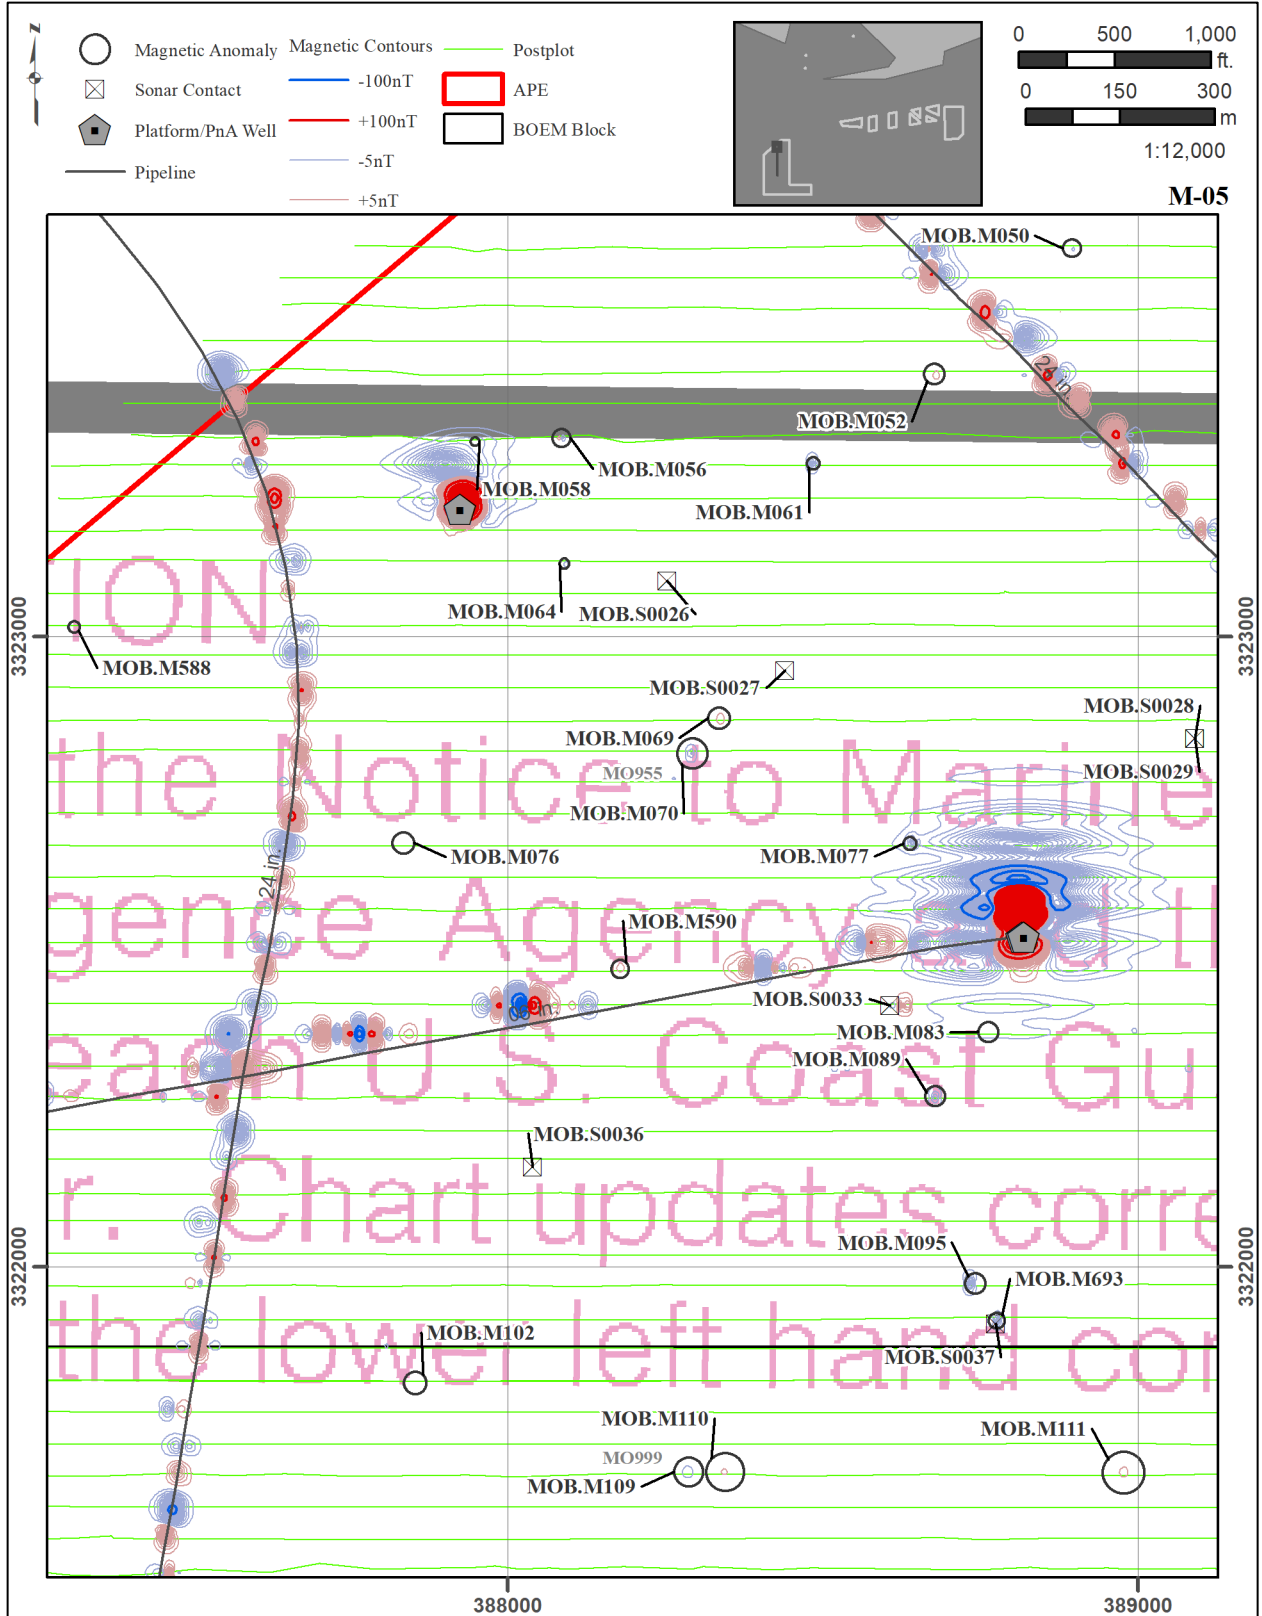 Z
Magnetic Anomaly
Sonar Contact
Platform/PnA Well
Pipeline
Magnetic Contours
-100nT
+100nT
-5nT
+5nT
Postplot
APE
BOEM Block
0 500 1,000
ft.
0 150 300
m
1:12,000
M-05
MOB.M050
24 in.
MOB.M052
MOB.M056
MOB.M058
MOB.M061
ION
MOB.M064
MOB.S0026
3323000
3323000
MOB.M588
MOB.S0027
MOB.S0028
MOB.M069
the Notice to Marine
MO955
MOB.S0029
MOB.M070
MOB.M076
MOB.M077
24 in.
gence Agency
MOB.M590
MOB.S0033
in.
MOB.M083
MOB.M089
U.S. Coast Gu
MOB.S0036
r. Chart updates corre
MOB.M095
3322000
3322000
MOB.M693
MOB.M102
the lower left hand cor
MOB.S0037
MOB.M110
MOB.M111
MO999
MOB.M109
388000
389000